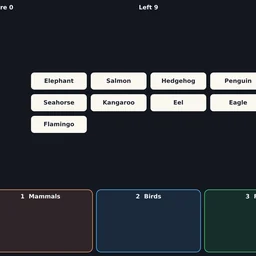 re 0 Left 9
Elephant Salmon Hedgehog Penguin
Seahorse Kangaroo Eel Eagle
Flamingo
1 Mammals 2 Birds 3